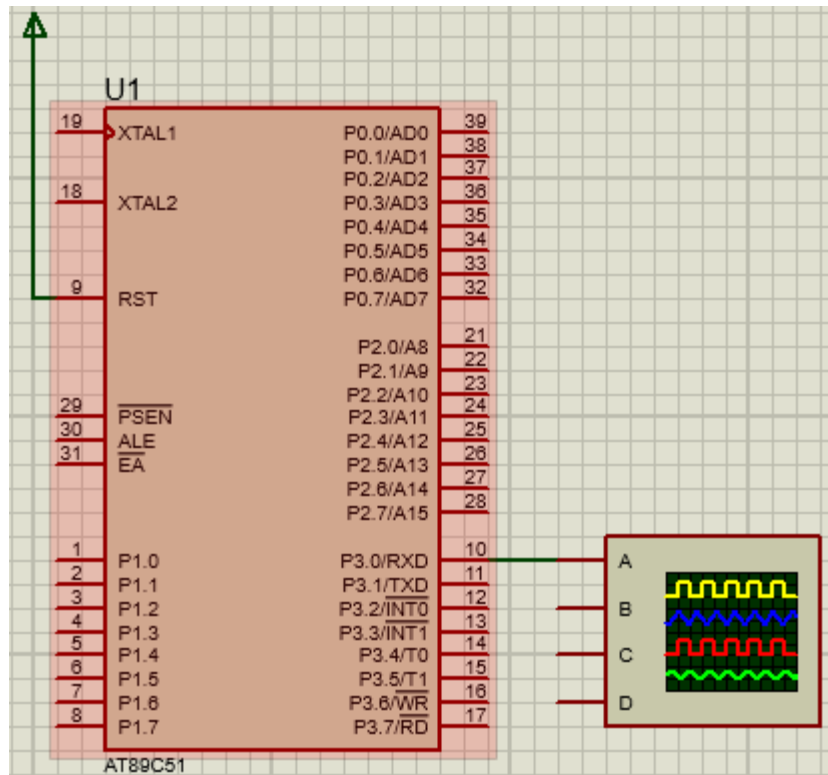 U1
19 XTAL1
18 XTAL2
9 RST
29 PSEN
30 ALE
31 EA
1 P1.0
2 P1.1
3 P1.2
4 P1.3
5 P1.4
6 P1.5
7 P1.6
8 P1.7
P0.0/AD0 39
P0.1/AD1 38
P0.2/AD2 37
P0.3/AD3 36
P0.4/AD4 35
P0.5/AD5 34
P0.6/AD6 33
P0.7/AD7 32
P2.0/A8 21
P2.1/A9 22
P2.2/A10 23
P2.3/A11 24
P2.4/A12 25
P2.5/A13 26
P2.6/A14 27
P2.7/A15 28
P3.0/RXD 10
P3.1/TXD 11
P3.2/INT0 12
P3.3/INT1 13
P3.4/T0 14
P3.5/T1 15
P3.6/WR 16
P3.7/RD 17
AT89C51
A
B
C
D